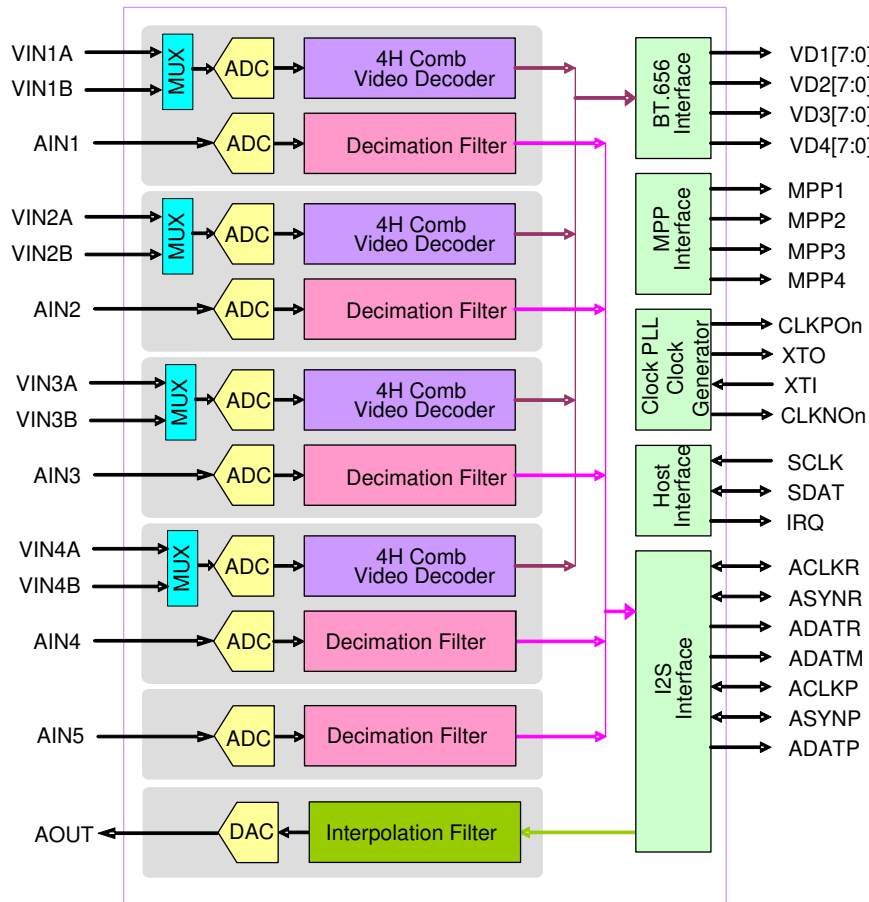 VIN1A
VIN1B
MUX
ADC
4H Comb
Video Decoder
AIN1
ADC
Decimation Filter
VIN2A
VIN2B
MUX
ADC
4H Comb
Video Decoder
AIN2
ADC
Decimation Filter
VIN3A
VIN3B
MUX
ADC
4H Comb
Video Decoder
AIN3
ADC
Decimation Filter
VIN4A
VIN4B
MUX
ADC
4H Comb
Video Decoder
AIN4
ADC
Decimation Filter
AIN5
ADC
Decimation Filter
AOUT
DAC
Interpolation Filter
BT.656
Interface
VD1[7:0]
VD2[7:0]
VD3[7:0]
VD4[7:0]
MPP
Interface
MPP1
MPP2
MPP3
MPP4
Clock PLL
Clock
Generator
CLKPOn
XTO
XTI
CLKNOn
Host
Interface
SCLK
SDAT
IRQ
I2S
Interface
ACLKR
ASYNR
ADATR
ADATM
ACLKP
ASYNP
ADATP